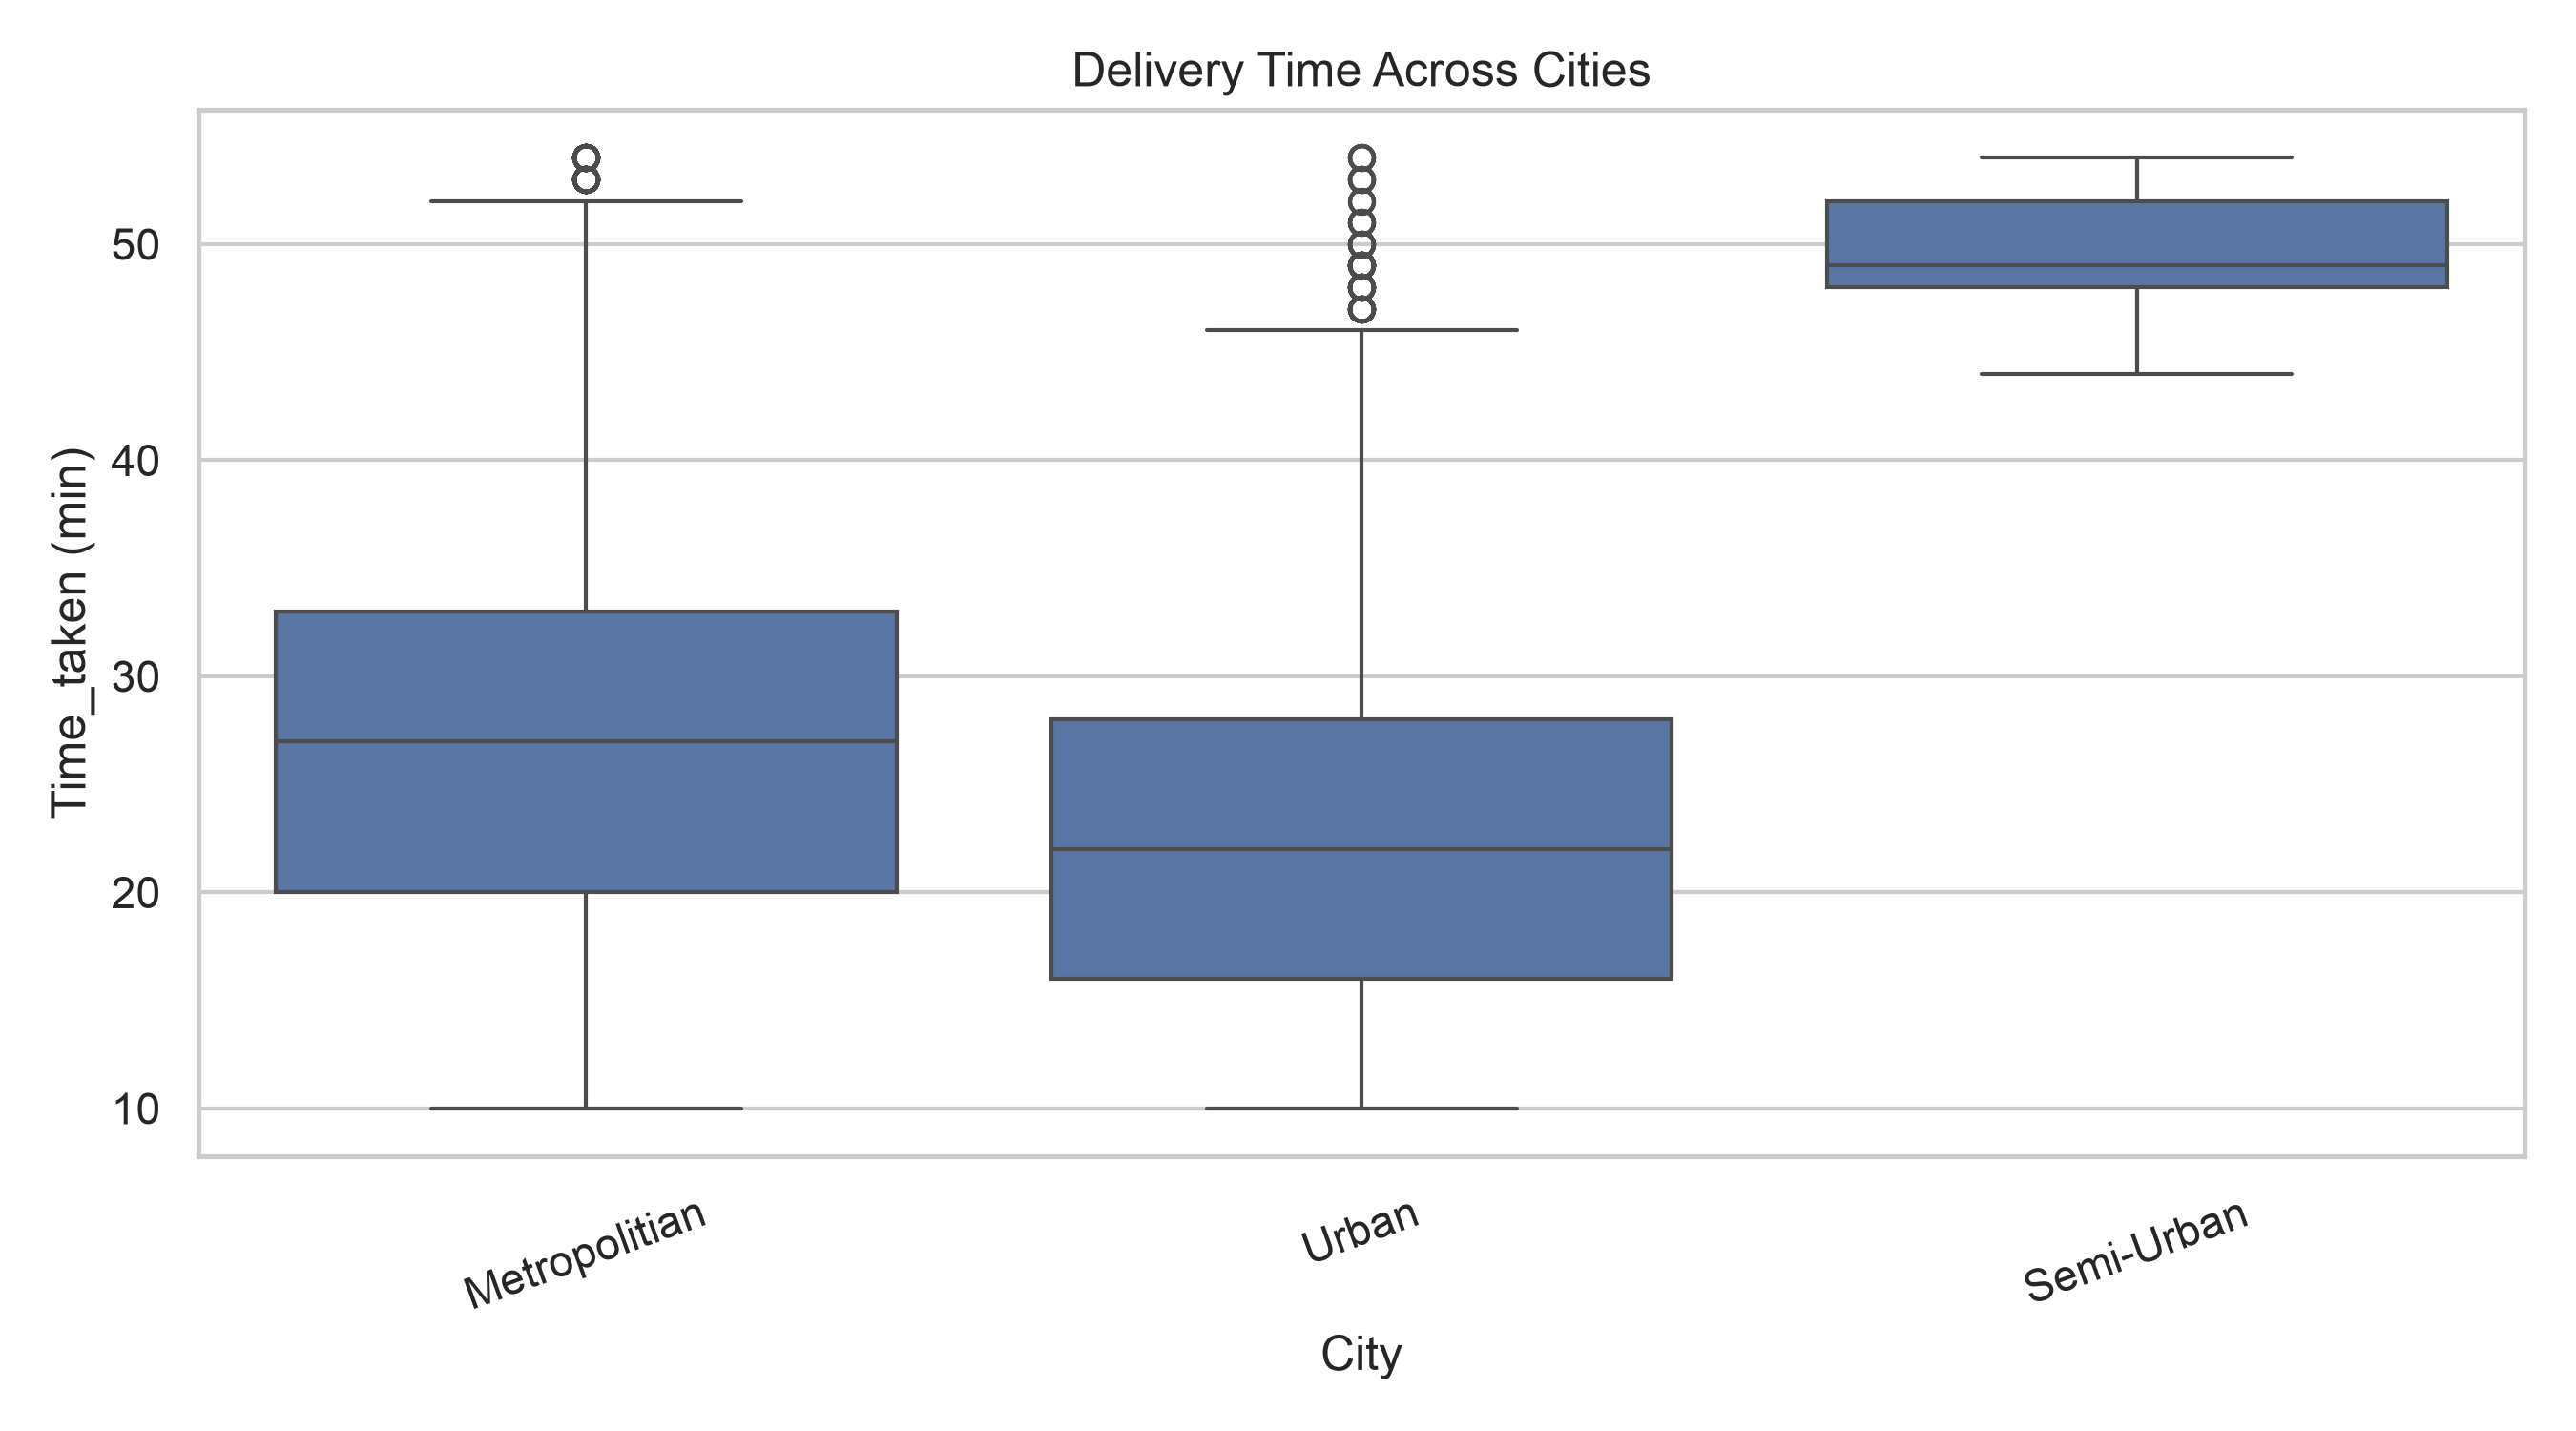 Delivery Time Across Cities
Time_taken (min)
50
40
30
20
10
Metropolitian
Urban
Semi-Urban
City